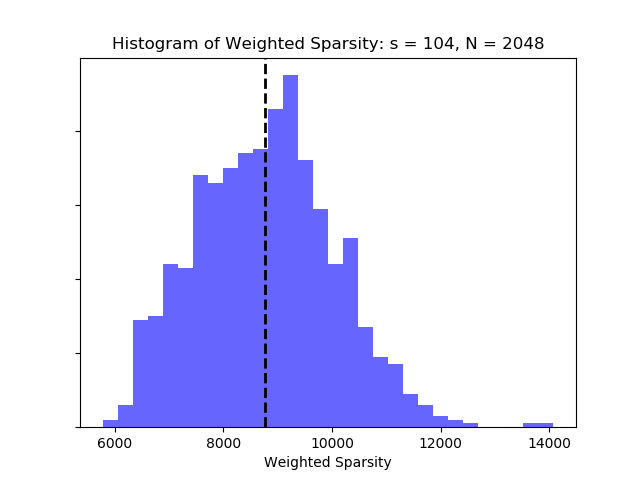 Histogram of Weighted Sparsity: s = 104, N = 2048
6000 8000 10000 12000 14000
Weighted Sparsity